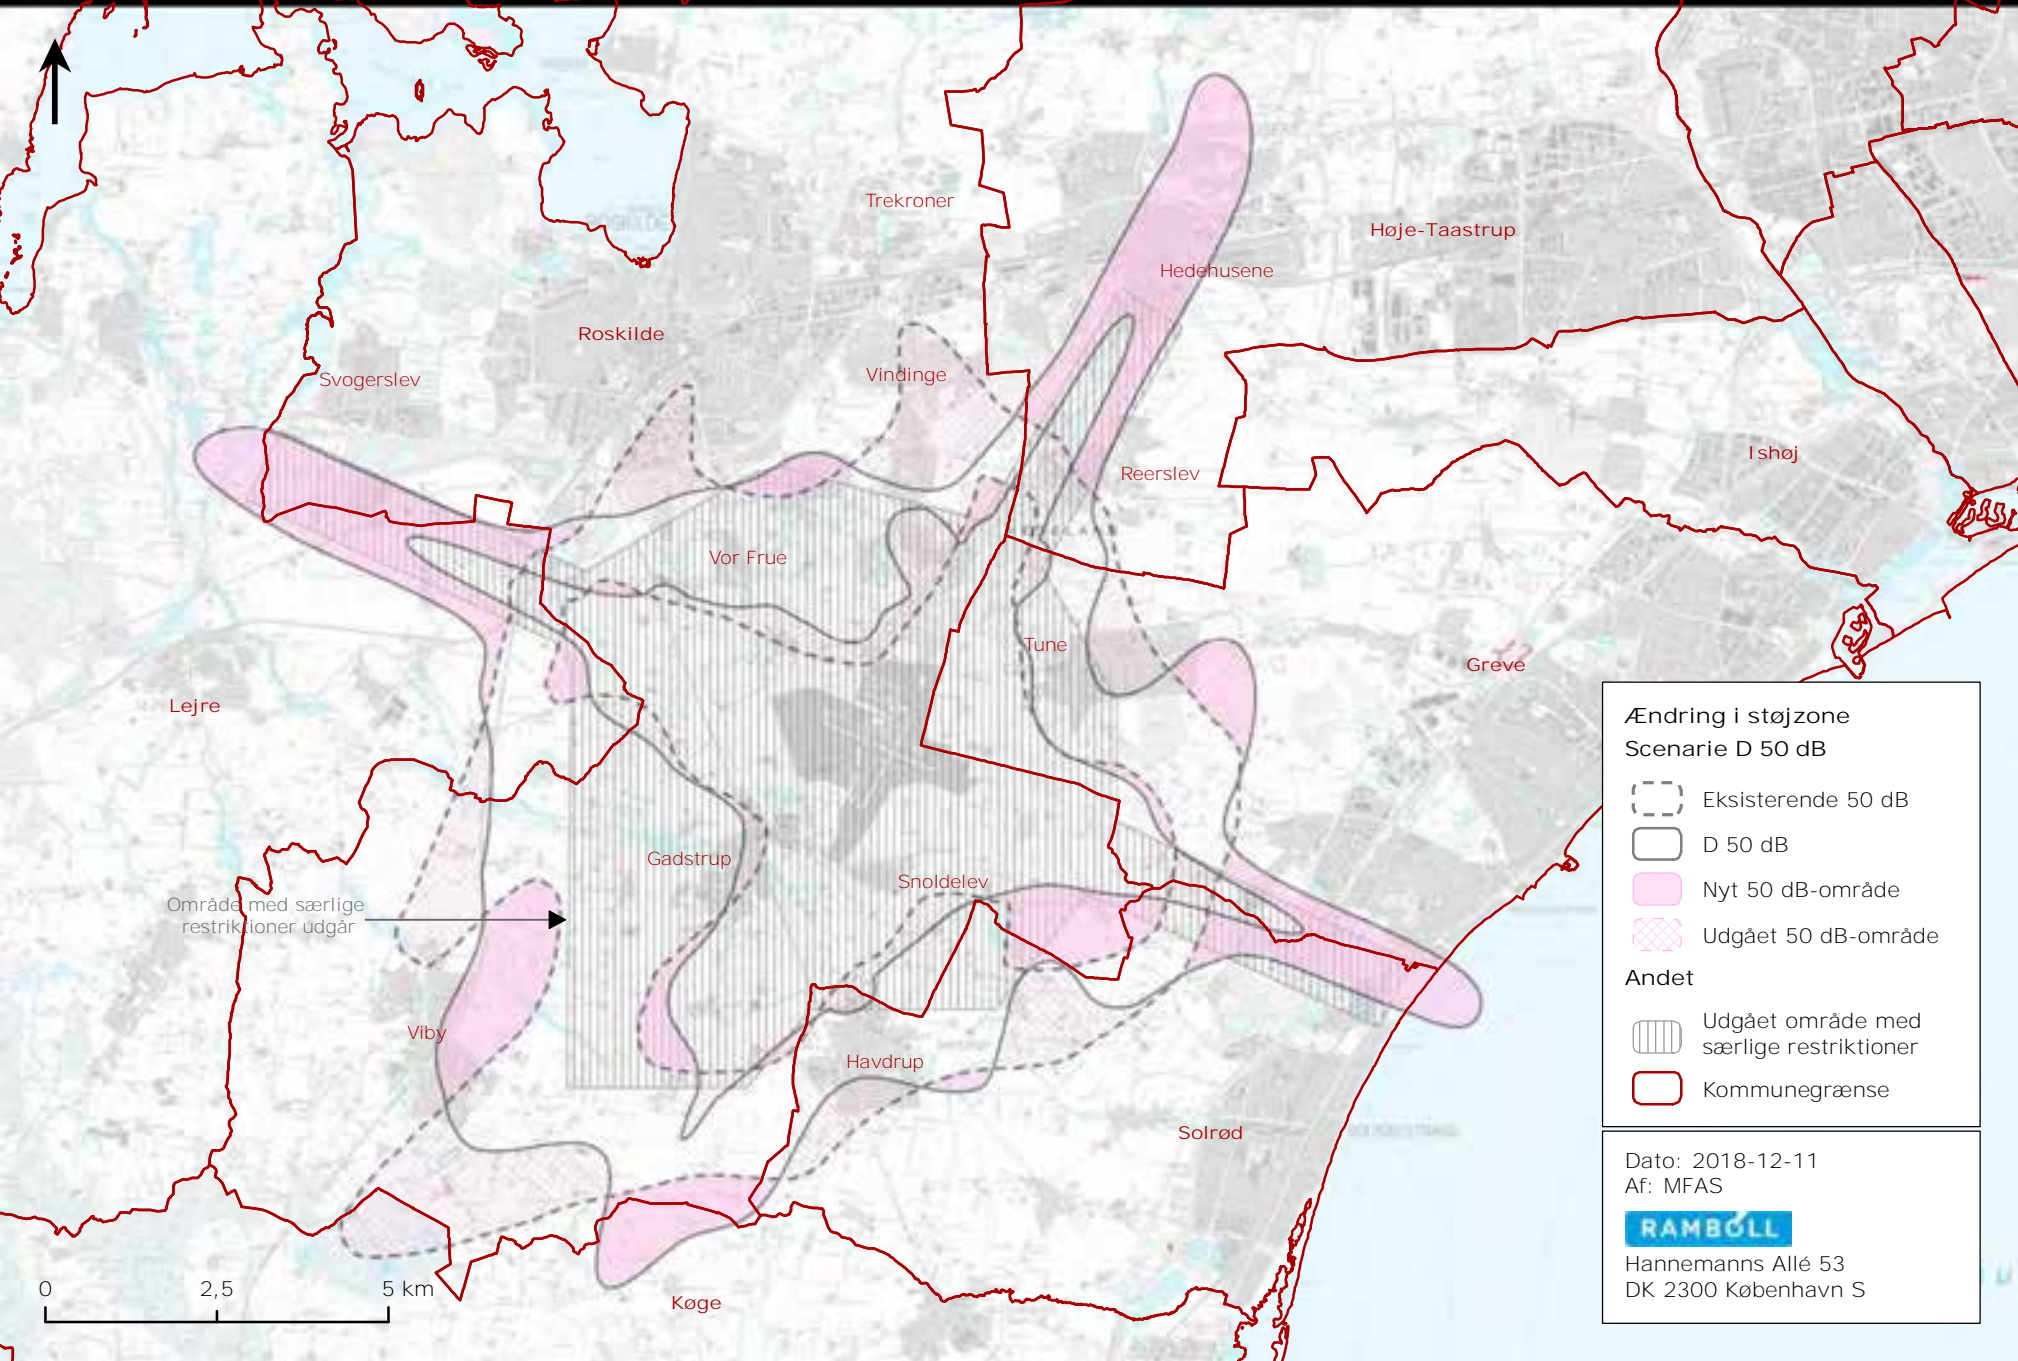 Trekroner
Høje-Taastrup
Hedehusene
Roskilde
Svogerslev
Vindinge
Ishøj
Reerslev
Vor Frue
Tune
Greve
Lejre
Gadstrup
Snoldelev
Område med særlige
restriktioner udgår
Viby
Havdrup
Solrød
Køge
0 2,5 5 km
Ændring i støjzone
Scenarie D 50 dB
Eksisterende 50 dB
D 50 dB
Nyt 50 dB-område
Udgået 50 dB-område
Andet
Udgået område med
særlige restriktioner
Kommunegrænse
Dato: 2018-12-11
Af: MFAS
RAMBOLL
Hannemanns Allé 53
DK 2300 København S